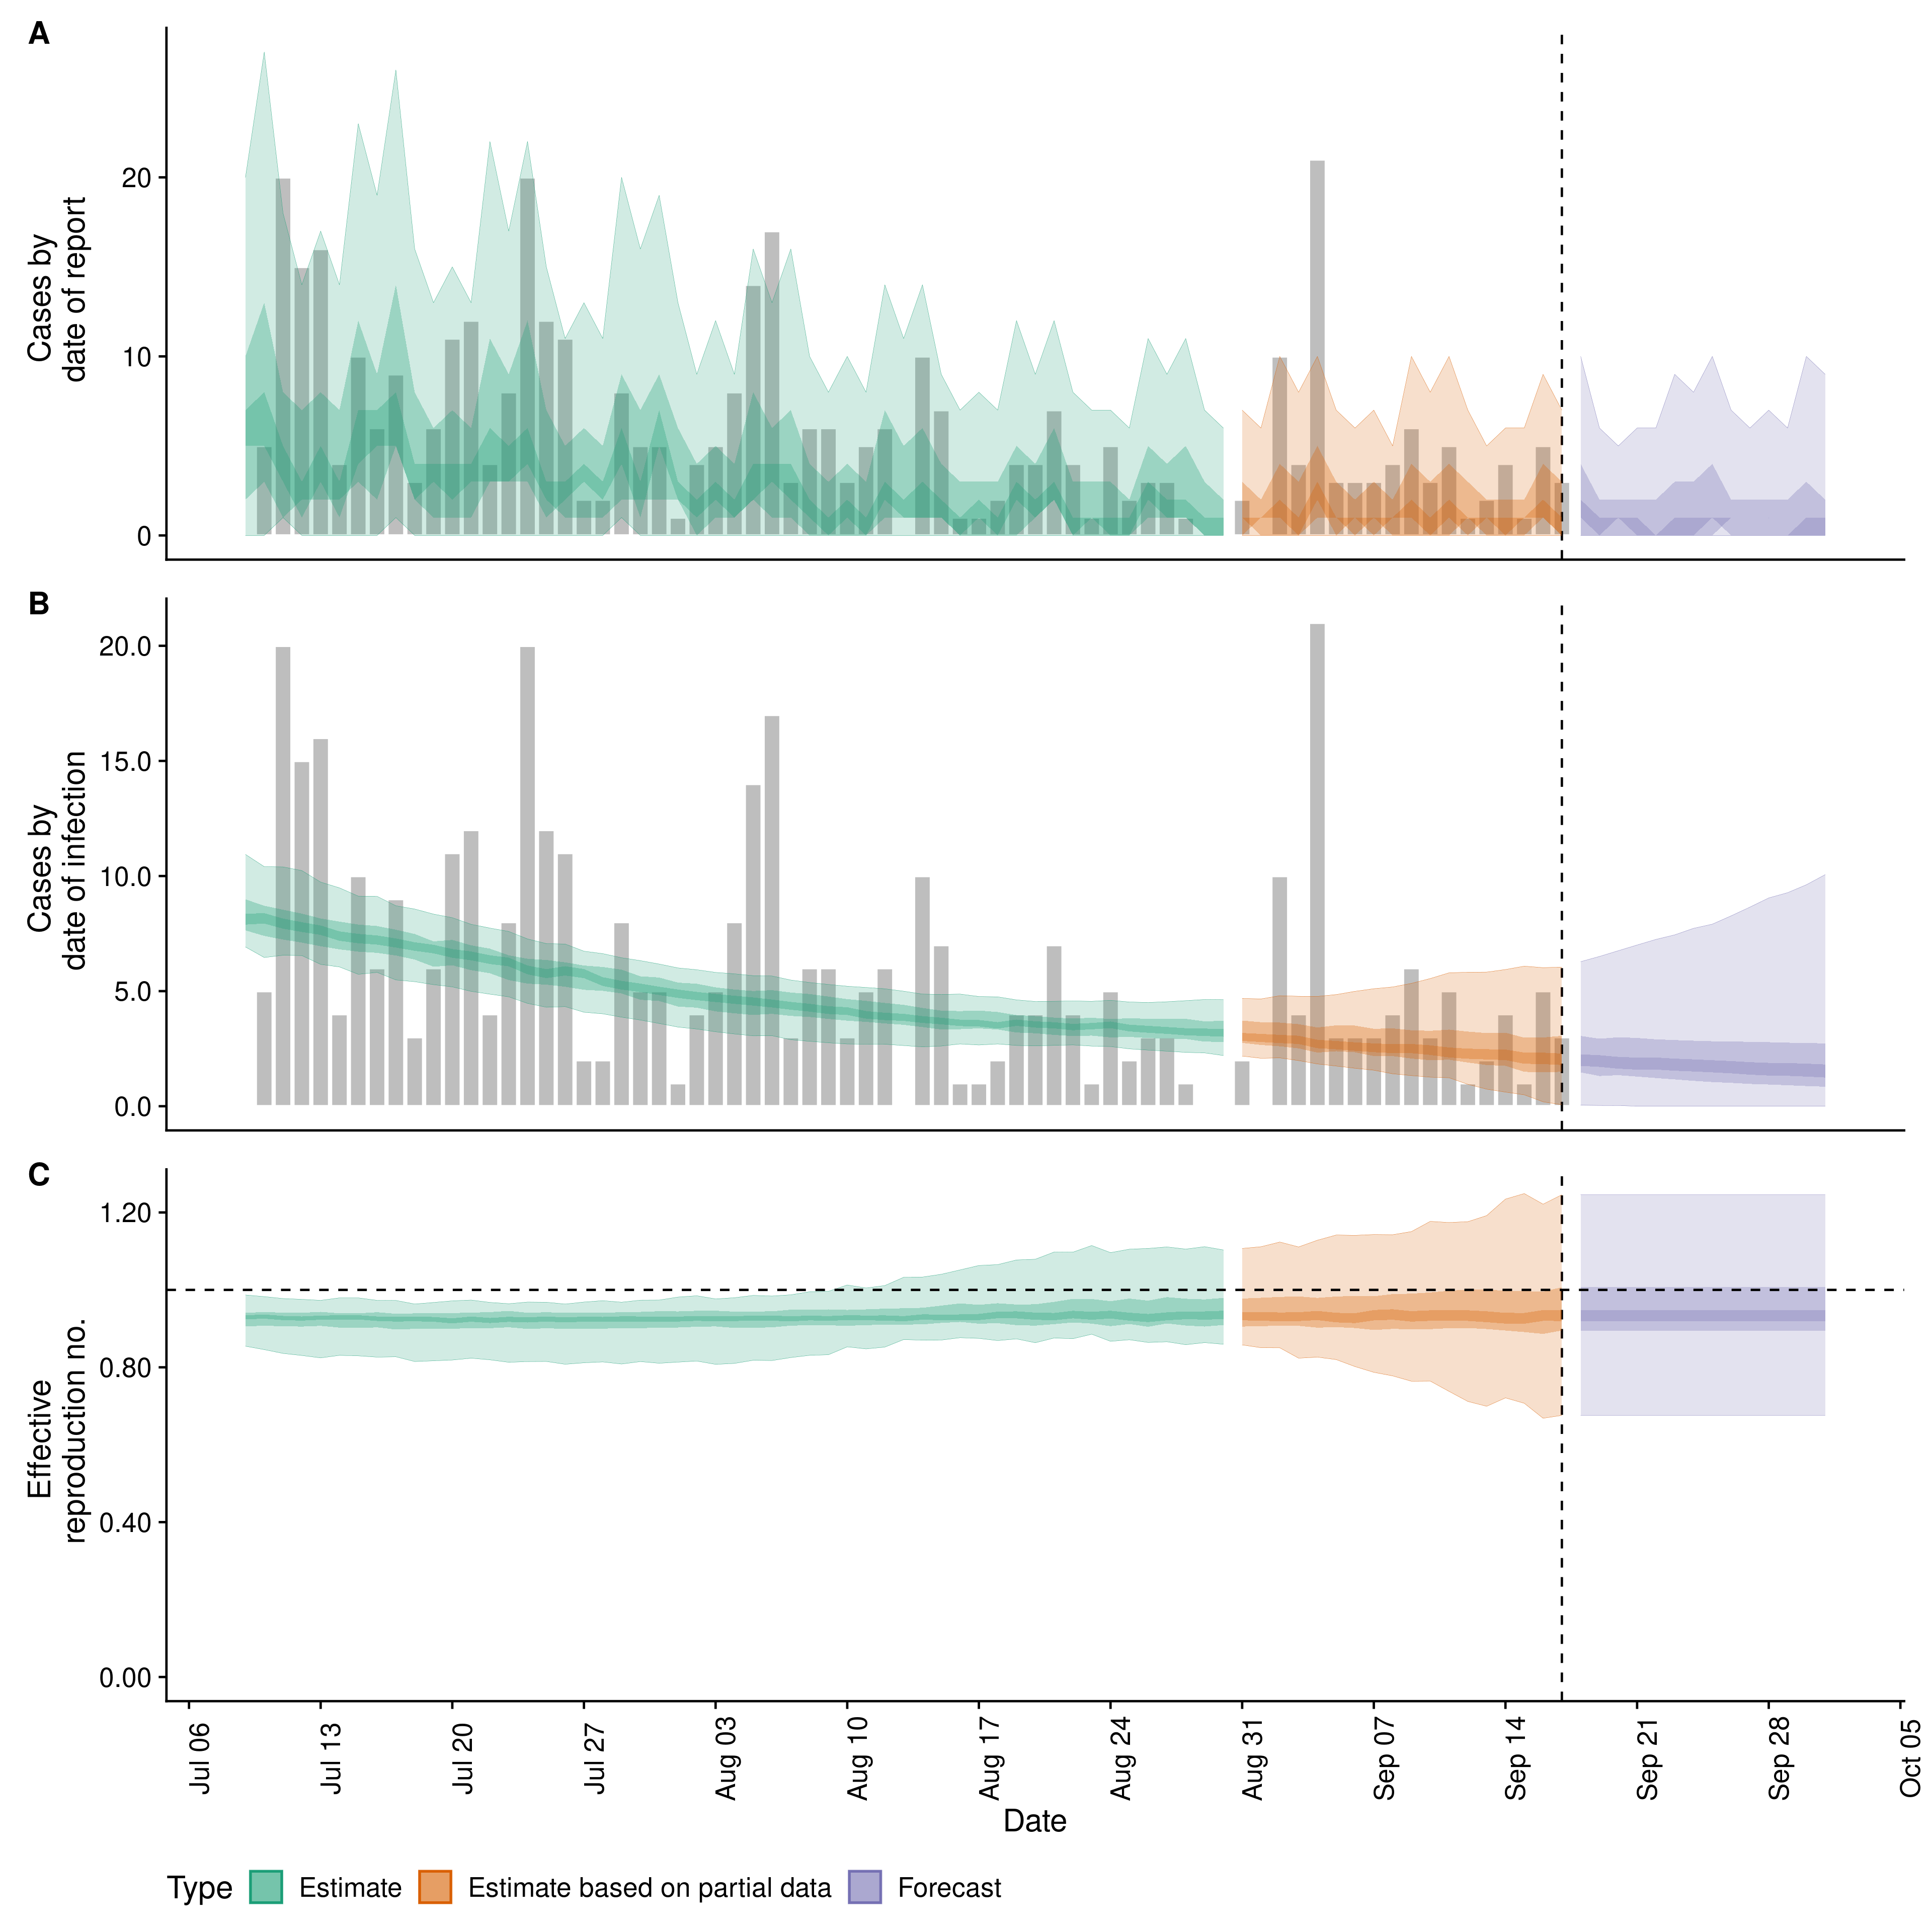 A
Cases by
date of report
20
10
0
B
Cases by
date of infection
20.0
15.0
10.0
5.0
0.0
C
Effective
reproduction no.
1.20
0.80
0.40
0.00
Jul 06
Jul 13
Jul 20
Jul 27
Aug 03
Aug 10
Aug 17
Aug 24
Aug 31
Sep 07
Sep 14
Sep 21
Sep 28
Oct 05
Date
Type Estimate Estimate based on partial data Forecast